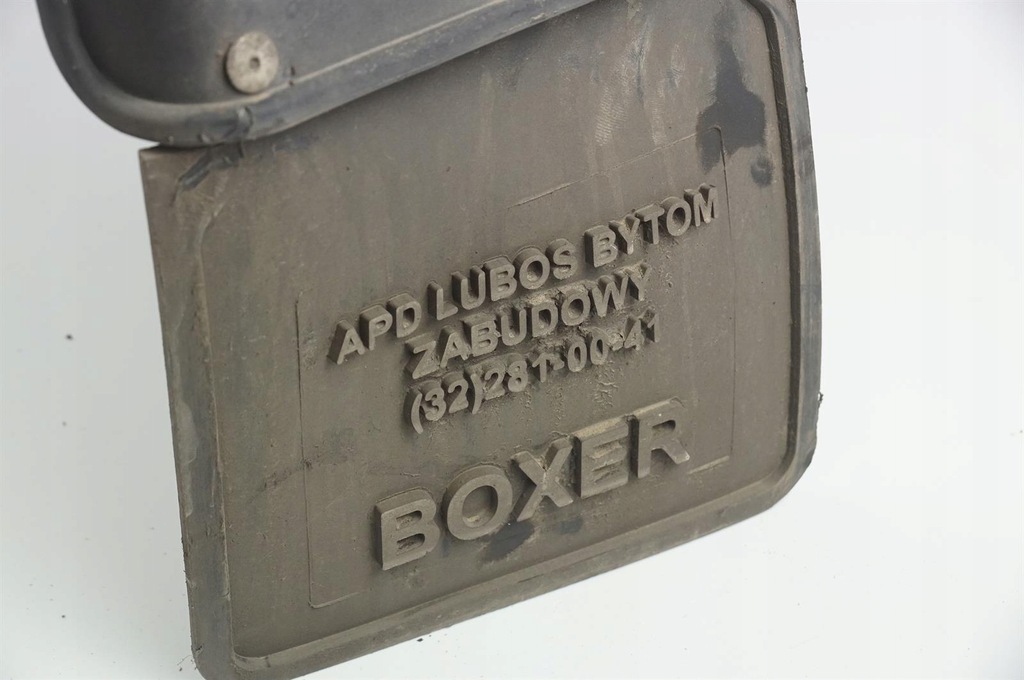 APD LUBOS BYTOM
ZABUDOWY
(32)281-00-41
BOXER